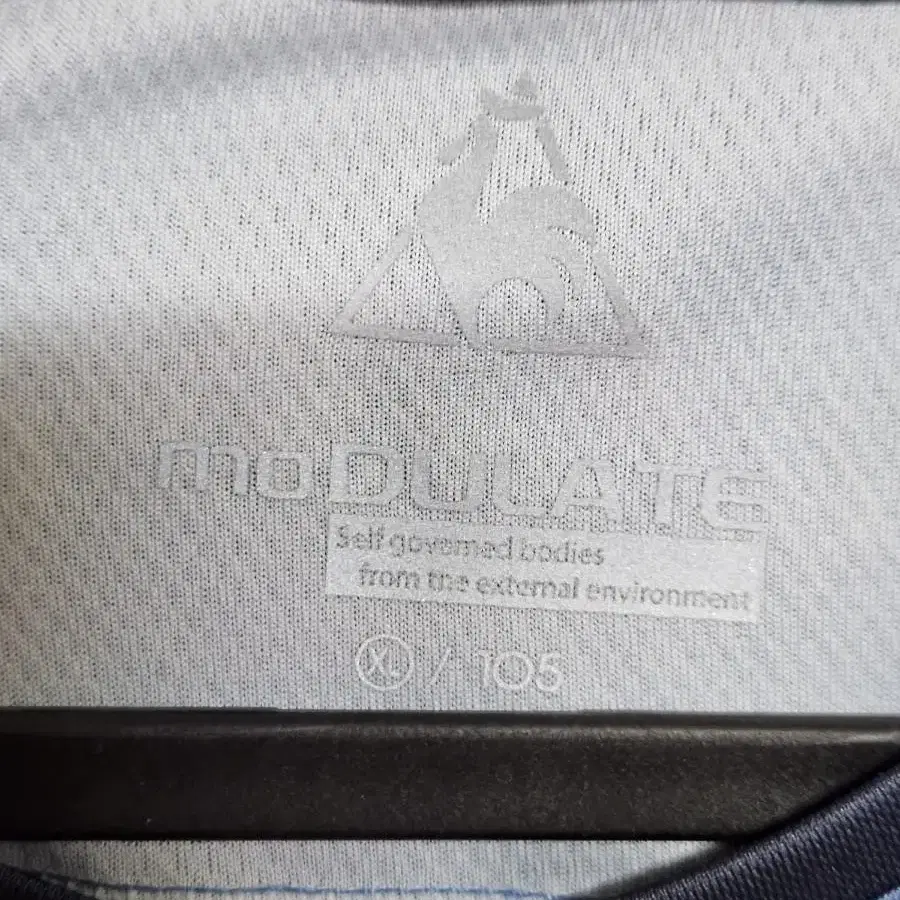 moDULATE
Self governed bodies
from the external environment
XL / 105